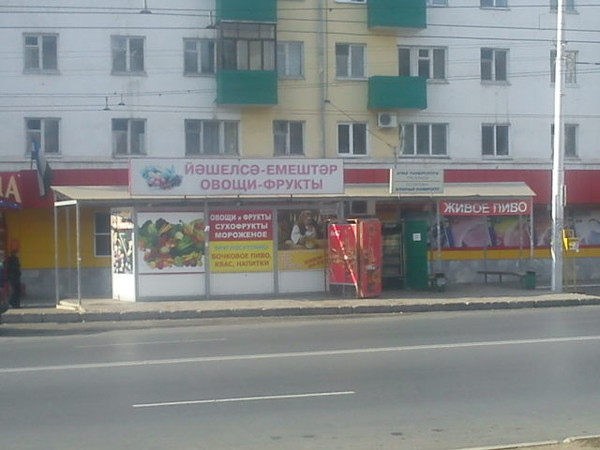 ЙӘШЕЛСӘ-ЕМЕШТӘР
ОВОЩИ-ФРУКТЫ
ЖИВОЕ ПИВО
ОВОЩИ и ФРУКТЫ
СУХОФРУКТЫ
МОРОЖЕНОЕ
БОЧКОВОЕ ПИВО,
КВАС, НАПИТКИ